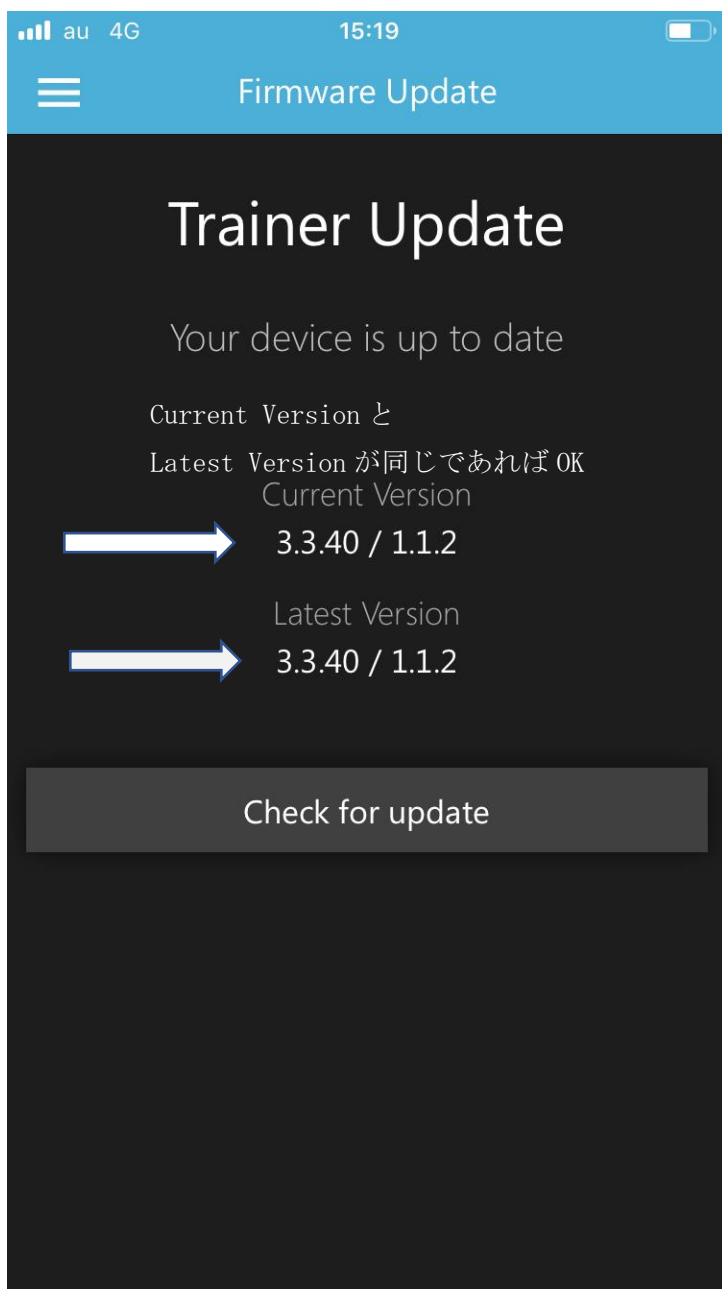 au 4G 15:19
Firmware Update
Trainer Update
Your device is up to date
Current Version と
Latest Version が同じであれば OK
Current Version
3.3.40 / 1.1.2
Latest Version
3.3.40 / 1.1.2
Check for update